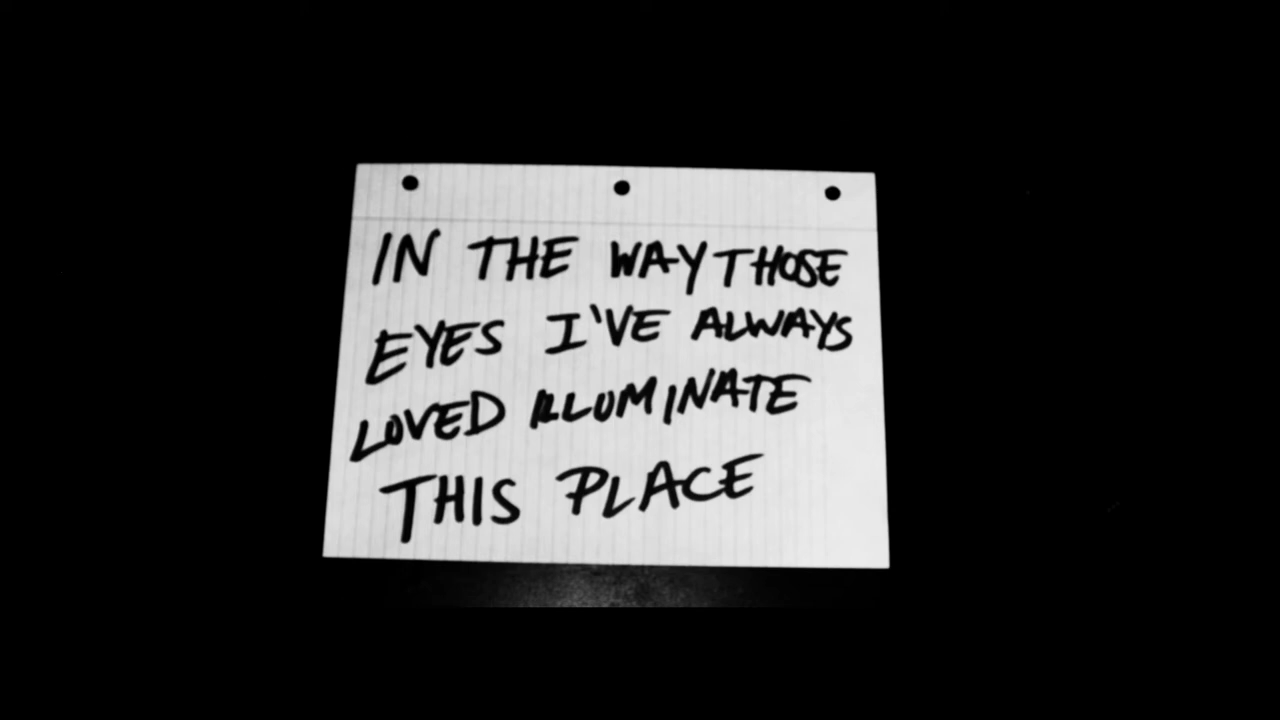 IN THE WAY THOSE
EYES I'VE ALWAYS
LOVED ILLUMINATE
THIS PLACE